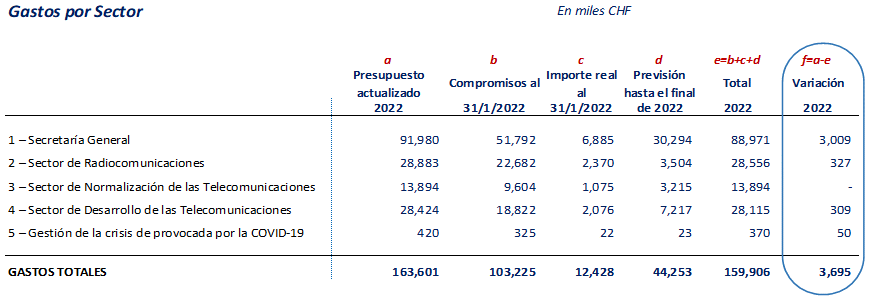 Gastos por Sector En miles CHF
a b c d e=b+c+d f=a-e
Presupuesto actualizado 2022 Compromisos al 31/1/2022 Importe real al 31/1/2022 Previsión hasta el final de 2022 Total 2022 Variación 2022
1 – Secretaría General 91,980 51,792 6,885 30,294 88,971 3,009
2 – Sector de Radiocomunicaciones 28,883 22,682 2,370 3,504 28,556 327
3 – Sector de Normalización de las Telecomunicaciones 13,894 9,604 1,075 3,215 13,894 -
4 – Sector de Desarrollo de las Telecomunicaciones 28,424 18,822 2,076 7,217 28,115 309
5 – Gestión de la crisis de provocada por la COVID-19 420 325 22 23 370 50
GASTOS TOTALES 163,601 103,225 12,428 44,253 159,906 3,695